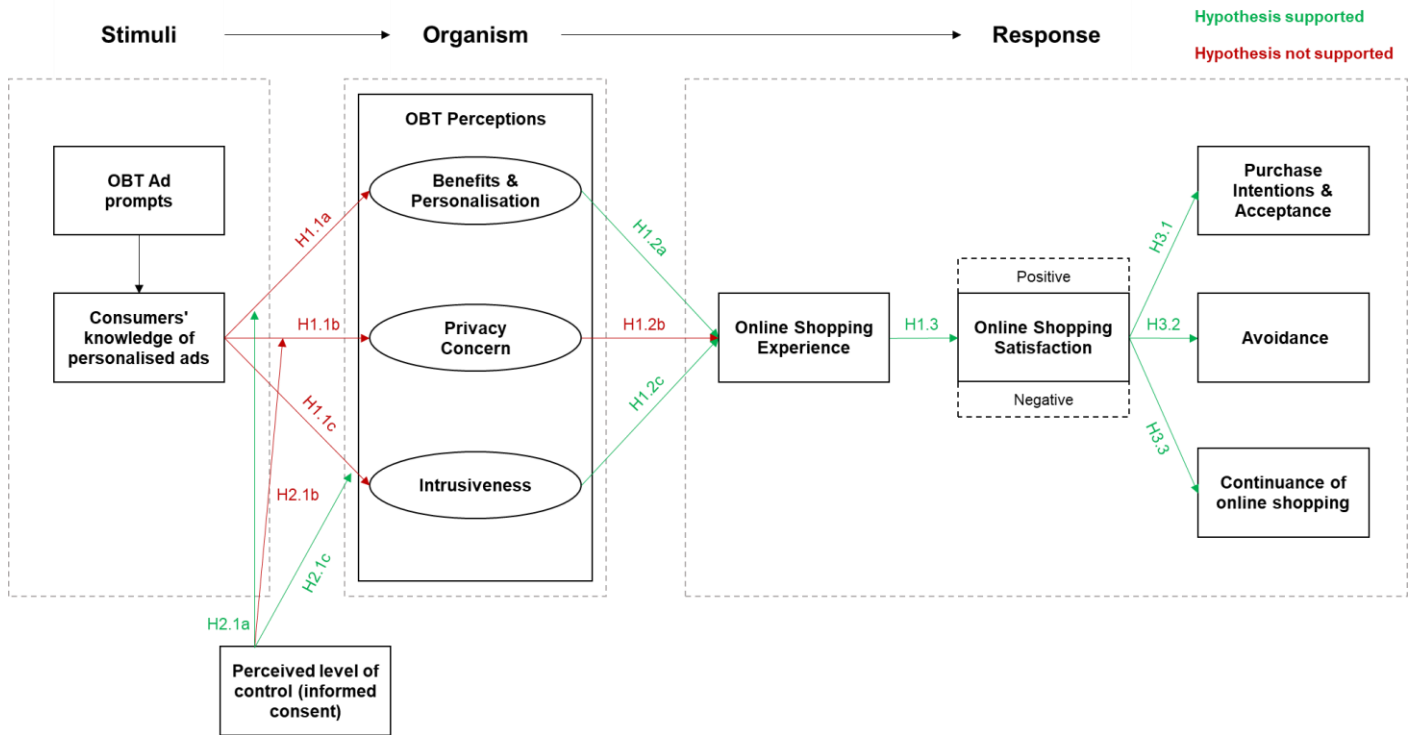 Hypothesis supported
Stimuli
Organism
Response
Hypothesis not supported
OBT Perceptions
OBT Ad
prompts
Benefits &
Personalisation
Purchase
Intentions &
Acceptance
H1.1a
H1.2a
H3.1
Positive
Consumers'
knowledge of
personalised ads
H1.1b
Privacy
Concern
H1.2b
Online Shopping
Experience
H1.3
Online Shopping
Satisfaction
H3.2
Avoidance
Negative
H1.1c
H1.2c
H3.3
H2.1b
Intrusiveness
Continuance of
online shopping
H2.1c
H2.1a
Perceived level of
control (informed
consent)